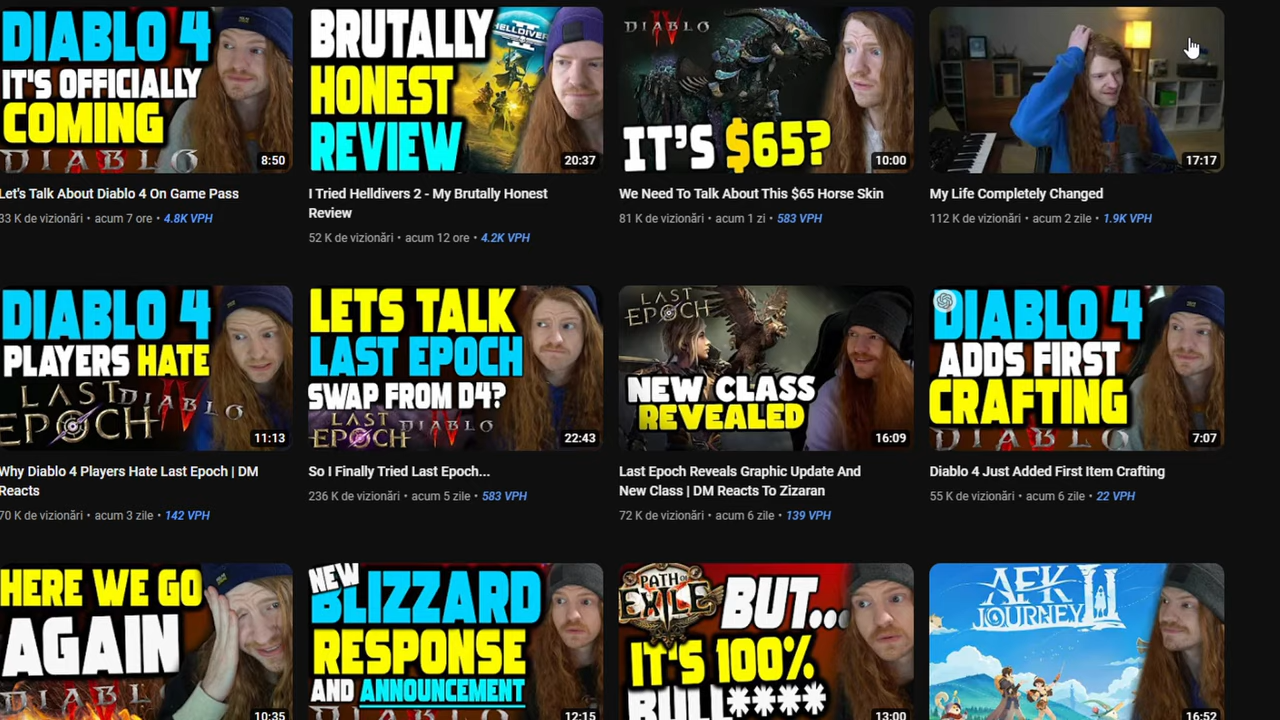 DIABLO 4
IT'S OFFICIALLY
COMING
DIABLO
8:50
Let's Talk About Diablo 4 On Game Pass
33 K de vizionări • acum 7 ore • 4.8K VPH
BRUTALLY
HONEST
REVIEW
HELLDIVERS
20:37
I Tried Helldivers 2 - My Brutally Honest
Review
52 K de vizionări • acum 12 ore • 4.2K VPH
DIABLO IV
IT'S $65?
10:00
We Need To Talk About This $65 Horse Skin
81 K de vizionări • acum 1 zi • 583 VPH
17:17
My Life Completely Changed
112 K de vizionări • acum 2 zile • 1.9K VPH
DIABLO 4
PLAYERS HATE
LAST
EPOCH
DIABLO
IV
11:13
Why Diablo 4 Players Hate Last Epoch | DM
Reacts
70 K de vizionări • acum 3 zile • 142 VPH
LETS TALK
LAST EPOCH
SWAP FROM D4?
LAST
EPOCH
DIABLO
IV
22:43
So I Finally Tried Last Epoch...
236 K de vizionări • acum 5 zile • 583 VPH
LAST
EPOCH
NEW CLASS
REVEALED
16:09
Last Epoch Reveals Graphic Update And
New Class | DM Reacts To Zizaran
72 K de vizionări • acum 6 zile • 139 VPH
DIABLO 4
ADDS FIRST
CRAFTING
DIABLO
7:07
Diablo 4 Just Added First Item Crafting
55 K de vizionări • acum 6 zile • 22 VPH
HERE WE GO
AGAIN
DIABL
10:35
NEW
BLIZZARD
RESPONSE
AND ANNOUNCEMENT
DIABLO
12:15
PATH OF
EXILE
BUT...
IT'S 100%
BULL****
13:00
AFK
JOURNEY
16:52